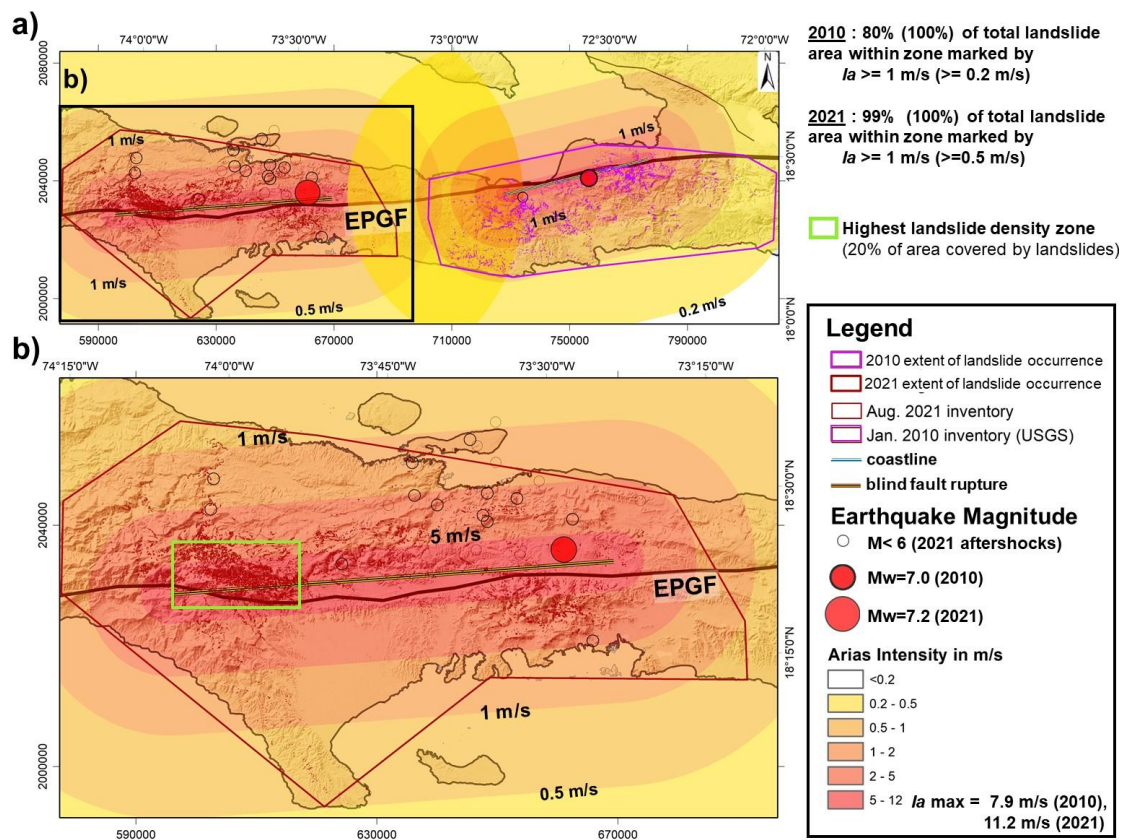 a)
74°0'0"W 73°30'0"W 73°0'0"W 72°30'0"W 72°0'0"W
2080000
2040000
2000000
b)
N
1 m/s
1 m/s
1 m/s
EPGF
1 m/s
0.5 m/s
0.2 m/s
18°30'0"N
18°0'0"N
590000 630000 670000 710000 750000 790000
b)
74°15'0"W 74°0'0"W 73°45'0"W 73°30'0"W 73°15'0"W
1 m/s
5 m/s
EPGF
1 m/s
0.5 m/s
2040000
2000000
18°30'0"N
18°15'0"N
590000 630000 670000
2010 : 80% (100%) of total landslide
area within zone marked by
Ia >= 1 m/s (>= 0.2 m/s)
2021: 99% (100%) of total landslide
area within zone marked by
Ia >= 1 m/s (>=0.5 m/s)
Highest landslide density zone
(20% of area covered by landslides)
Legend
2010 extent of landslide occurrence
2021 extent of landslide occurrence
Aug. 2021 inventory
Jan. 2010 inventory (USGS)
coastline
blind fault rupture
Earthquake Magnitude
M< 6 (2021 aftershocks)
Mw=7.0 (2010)
Mw=7.2 (2021)
Arias Intensity in m/s
<0.2
0.2 - 0.5
0.5 - 1
1 - 2
2 - 5
5 - 12
Ia max = 7.9 m/s (2010),
11.2 m/s (2021)